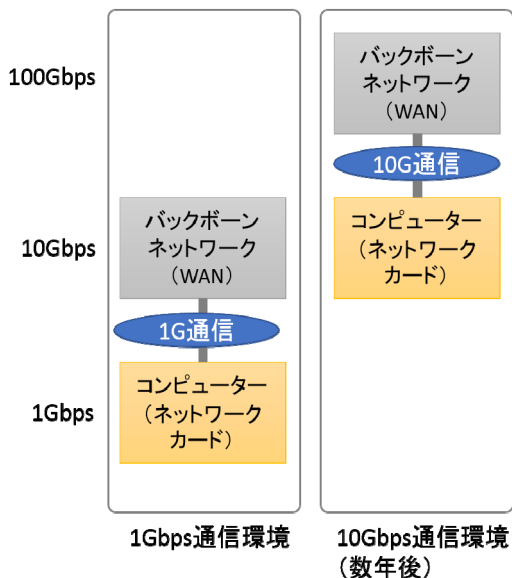 100Gbps
10Gbps
1Gbps
バックボーン
ネットワーク
（WAN）
1G通信
コンピューター
（ネットワーク
カード）
1Gbps通信環境
バックボーン
ネットワーク
（WAN）
10G通信
コンピューター
（ネットワーク
カード）
10Gbps通信環境
（数年後）